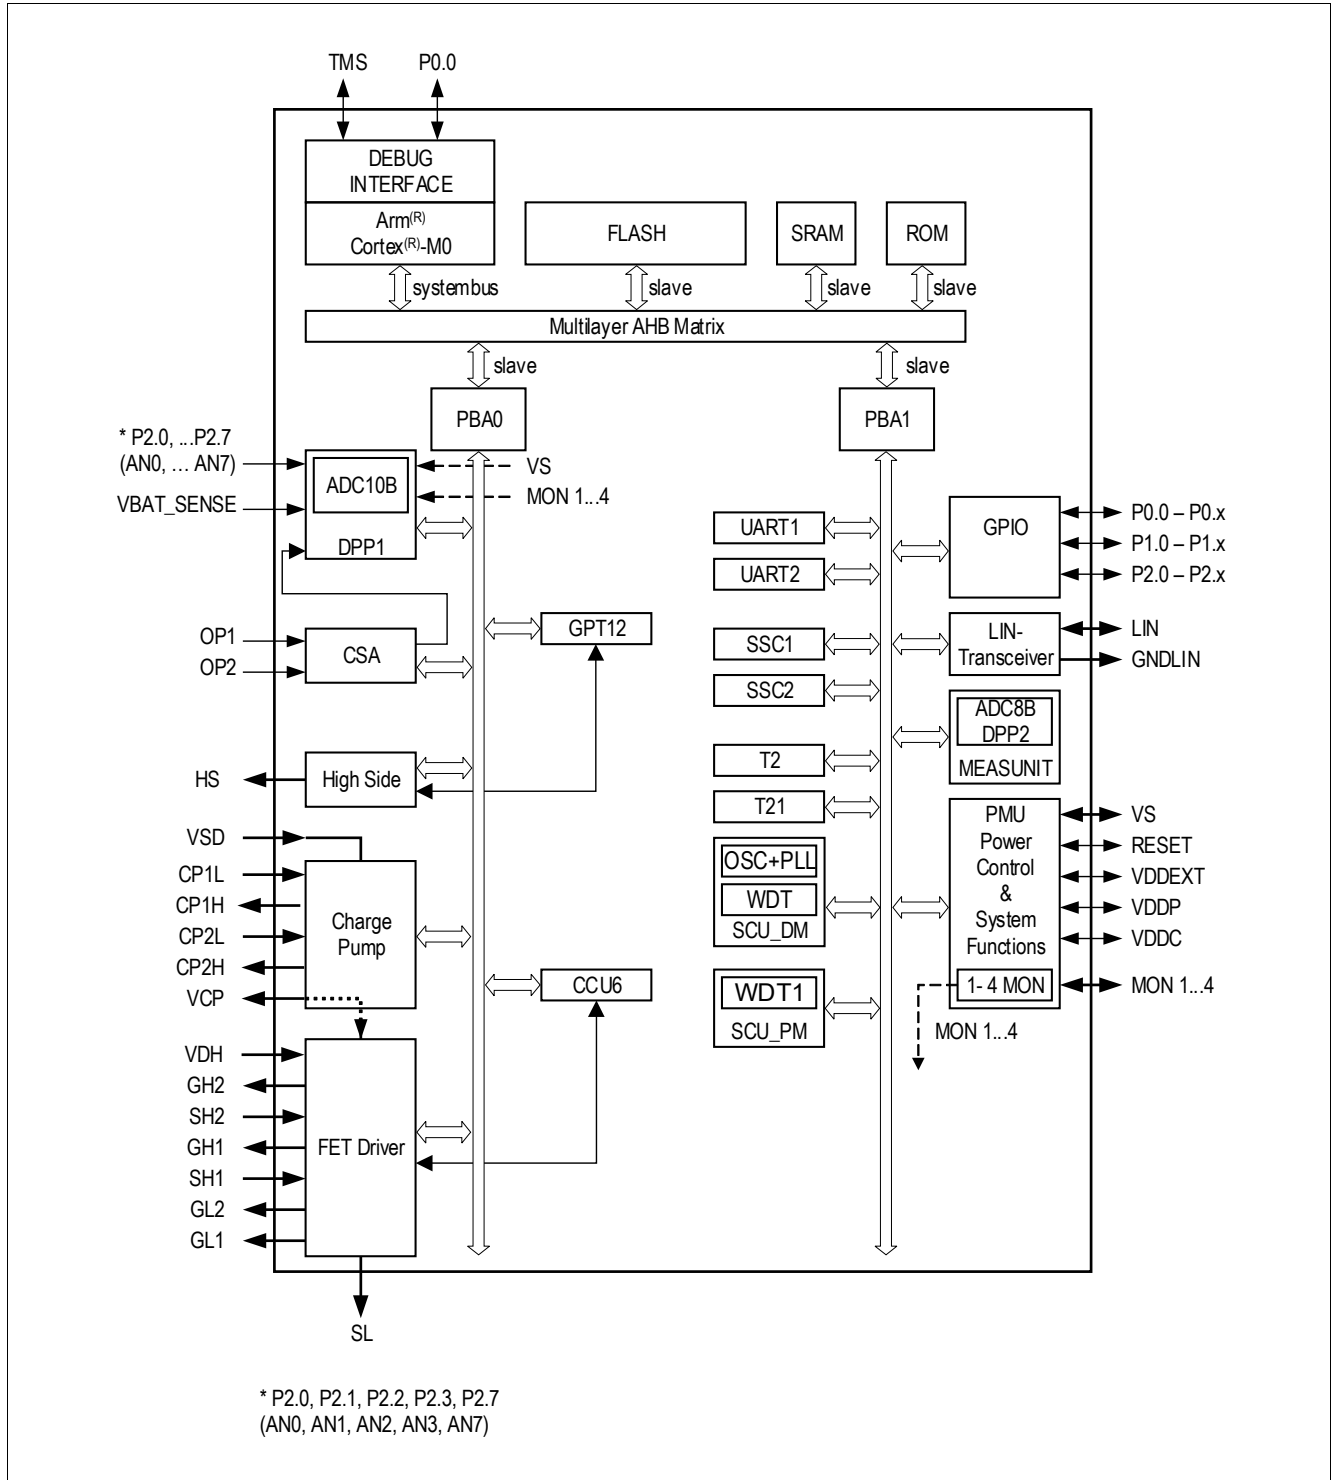 TMS P0.0
DEBUG
INTERFACE
Arm(R)
Cortex(R)-M0
FLASH
SRAM
ROM
systembus
slave
slave
slave
Multilayer AHB Matrix
slave
slave
PBA0
PBA1
* P2.0, ...P2.7
(AN0, ... AN7)
VBAT_SENSE
ADC10B
DPP1
VS
MON 1...4
OP1
OP2
CSA
GPT12
HS
High Side
VSD
CP1L
CP1H
CP2L
CP2H
VCP
Charge
Pump
CCU6
VDH
GH2
SH2
GH1
SH1
GL2
GL1
FET Driver
SL
UART1
UART2
SSC1
SSC2
T2
T21
OSC+PLL
WDT
SCU_DM
WDT1
SCU_PM
GPIO
P0.0 – P0.x
P1.0 – P1.x
P2.0 – P2.x
LIN-
Transceiver
LIN
GNDLIN
ADC8B
DPP2
MEASUNIT
PMU
Power
Control
&
System
Functions
1- 4 MON
VS
RESET
VDDEXT
VDDP
VDDC
MON 1...4
MON 1...4
* P2.0, P2.1, P2.2, P2.3, P2.7
(AN0, AN1, AN2, AN3, AN7)